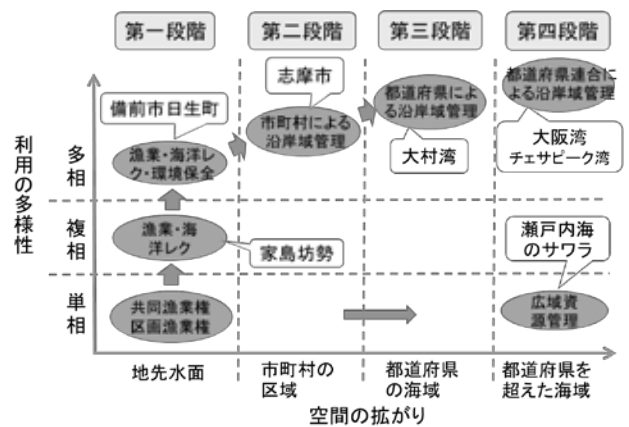 第一段階
第二段階
第三段階
第四段階
志摩市
備前市日生町
市町村による
沿岸域管理
都道府県によ
る沿岸域管理
都道府県連合に
よる沿岸域管理
大村湾
大阪湾
チェサピーク湾
漁業・海洋レ
ク・環境保全
漁業・海
洋レク
家島坊勢
瀬戸内海
のサワラ
共同漁業権
区画漁業権
広域資
源管理
利用の多様性
多相
複相
単相
地先水面
市町村の
区域
都道府県
の海域
都道府県を
超えた海域
空間の拡がり